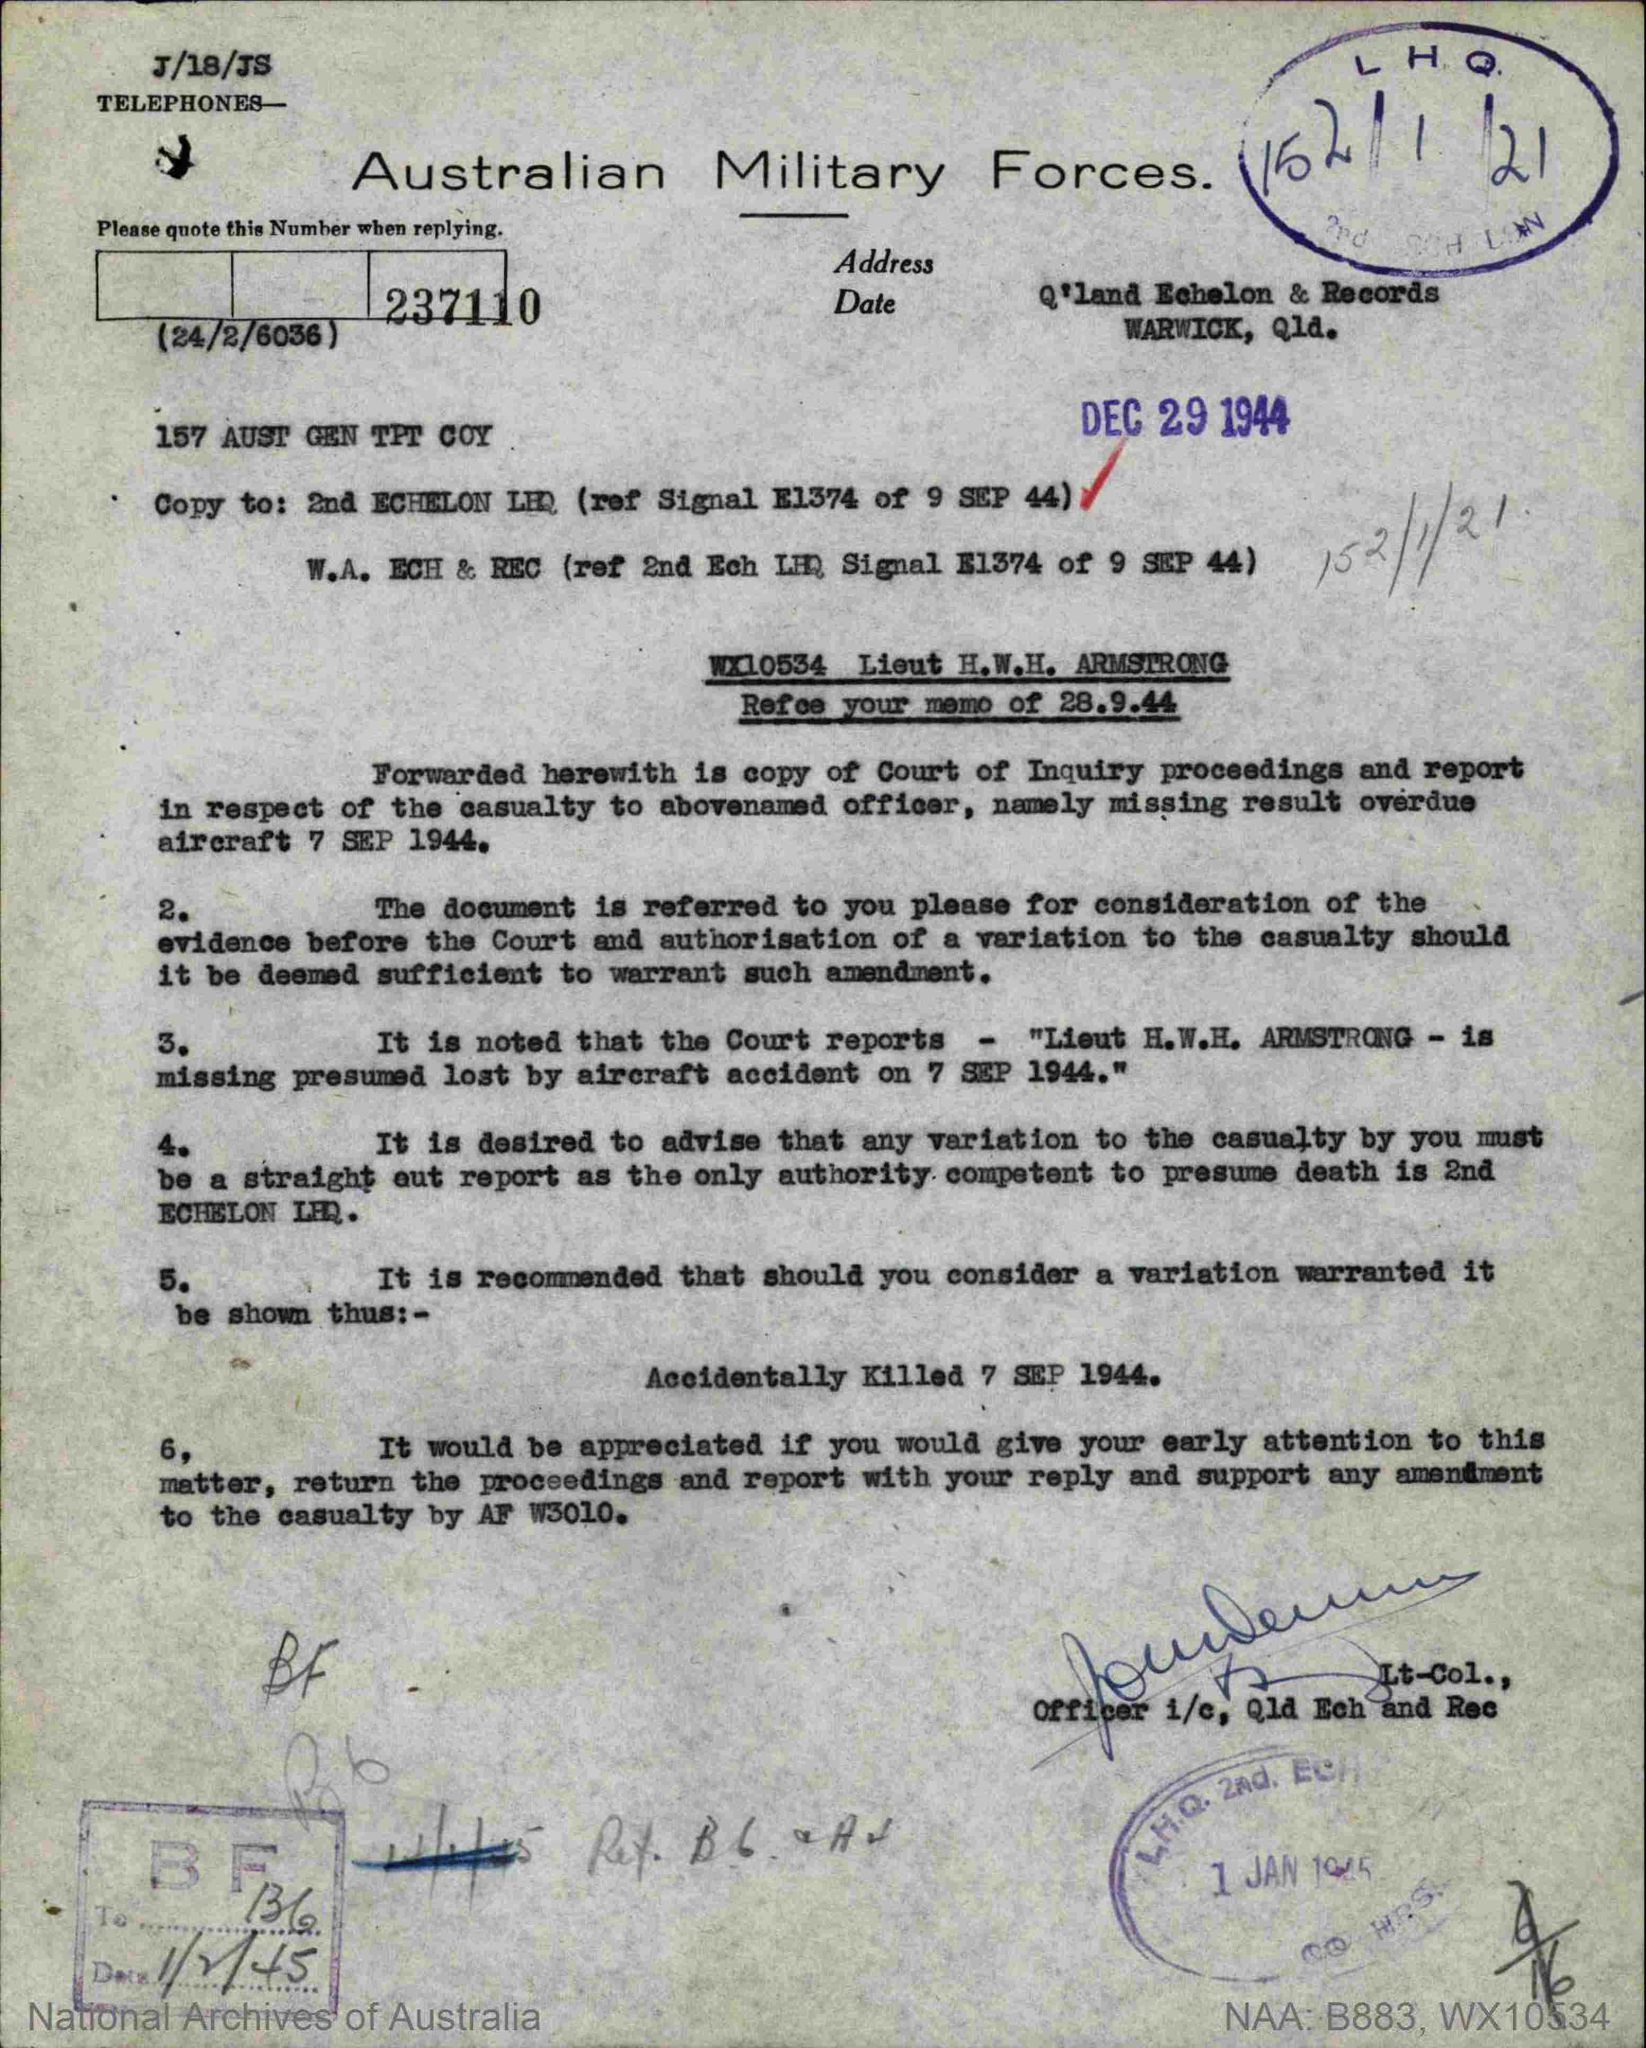 J/18/JS
TELEPHONES—
L H Q.
152/1/21
2nd ECHELON
Australian Military Forces.
Please quote this Number when replying.
237110
(24/2/6036)
Address
Date
Q'land Echelon & Records
WARWICK, Qld.
DEC 29 1944
157 AUST GEN TPT COY
Copy to: 2nd ECHELON LHQ (ref Signal E1374 of 9 SEP 44)
W.A. ECH & REC (ref 2nd Ech LHQ Signal E1374 of 9 SEP 44)
152/1/21.
WX10534 Lieut H.W.H. ARMSTRONG
Refce your memo of 28.9.44
Forwarded herewith is copy of Court of Inquiry proceedings and report
in respect of the casualty to abovenamed officer, namely missing result overdue
aircraft 7 SEP 1944.
2. The document is referred to you please for consideration of the
evidence before the Court and authorisation of a variation to the casualty should
it be deemed sufficient to warrant such amendment.
3. It is noted that the Court reports - "Lieut H.W.H. ARMSTRONG - is
missing presumed lost by aircraft accident on 7 SEP 1944."
4. It is desired to advise that any variation to the casualty by you must
be a straight out report as the only authority competent to presume death is 2nd
ECHELON LHQ.
5. It is recommended that should you consider a variation warranted it
be shown thus:-
Accidentally Killed 7 SEP 1944.
6, It would be appreciated if you would give your early attention to this
matter, return the proceedings and report with your reply and support any amendment
to the casualty by AF W3010.
BF
Lt-Col.,
Officer i/c, Qld Ech and Rec
B6
L.H.Q. 2nd. ECH
1 JAN 1945
Ref. B6
B F
To B6
Date 1/2/45
National Archives of Australia
NAA: B883, WX10534